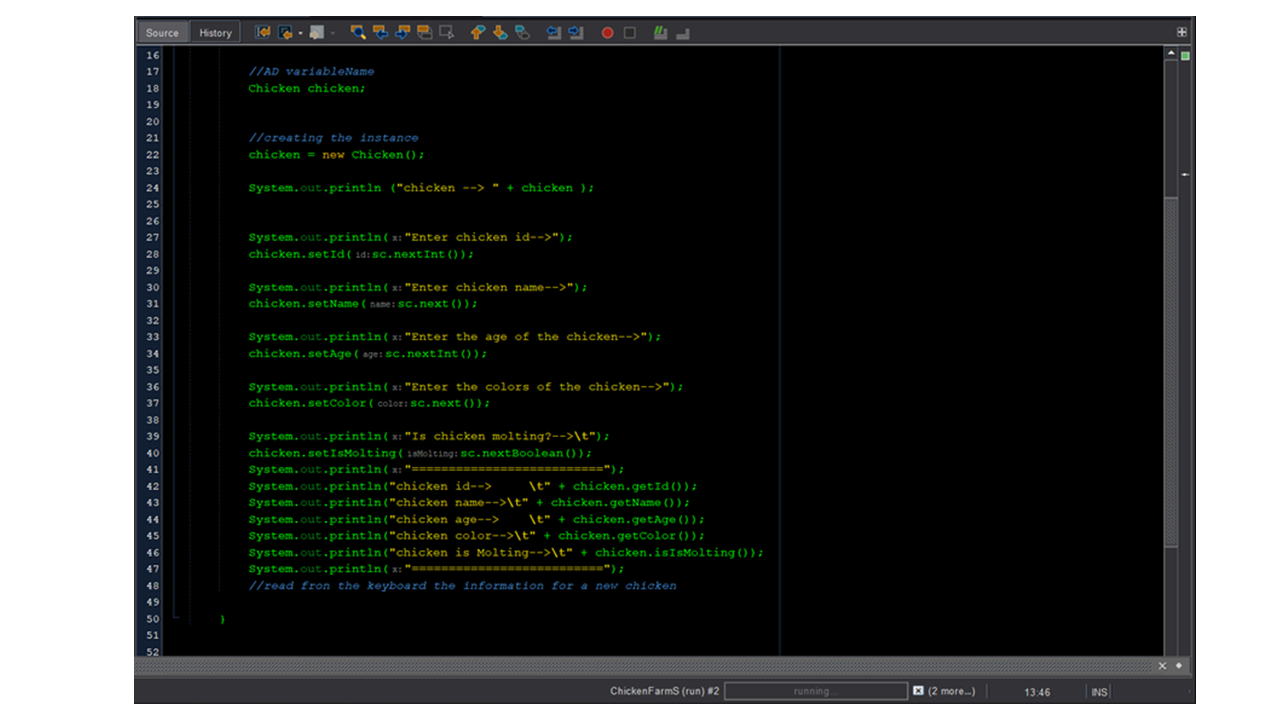 Source History
16
17 //AD variableName
18 Chicken chicken;
19
20
21 //creating the instance
22 chicken = new Chicken();
23
24 System.out.println ("chicken --> " + chicken );
25
26
27 System.out.println( x: "Enter chicken id-->");
28 chicken.setId( id: sc.nextInt());
29
30 System.out.println( x: "Enter chicken name-->");
31 chicken.setName( name: sc.next());
32
33 System.out.println( x: "Enter the age of the chicken-->");
34 chicken.setAge( age: sc.nextInt());
35
36 System.out.println( x: "Enter the colors of the chicken-->");
37 chicken.setColor( color: sc.next());
38
39 System.out.println( x: "Is chicken molting?-->\t");
40 chicken.setIsMolting( isMolting: sc.nextBoolean());
41 System.out.println( x: "==========================");
42 System.out.println("chicken id-->     \t" + chicken.getId());
43 System.out.println("chicken name-->\t" + chicken.getName());
44 System.out.println("chicken age-->    \t" + chicken.getAge());
45 System.out.println("chicken color-->\t" + chicken.getColor());
46 System.out.println("chicken is Molting-->\t" + chicken.isIsMolting());
47 System.out.println( x: "==========================");
48 //read fron the keyboard the information for a new chicken
49
50 }
51
52
ChickenFarmS (run) #2 running... (2 more...) 13:46 INS